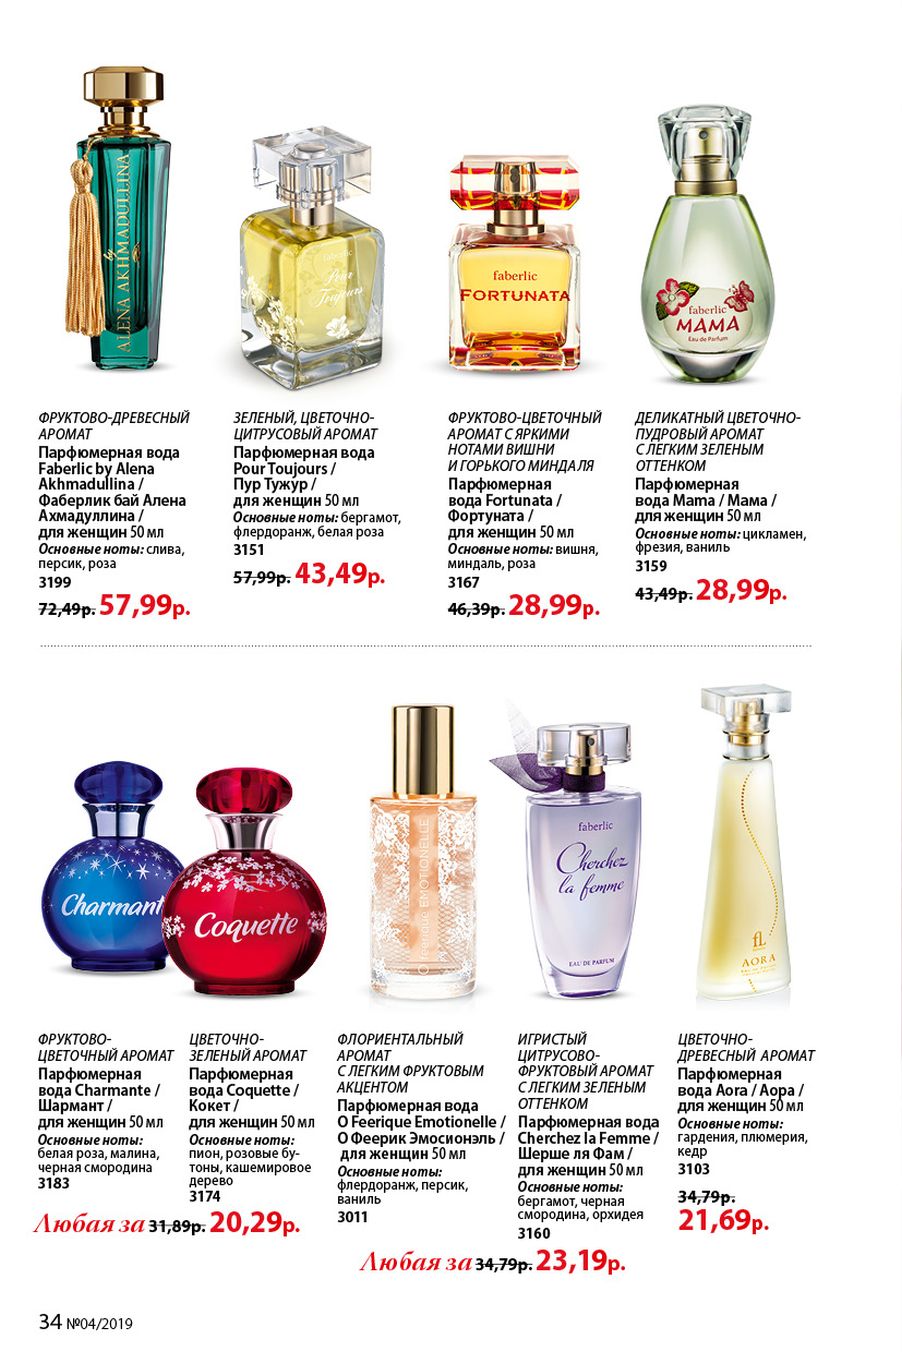 by
ALENA AKHMADULLINA
faberlic
Pour
Toujours
faberlic
FORTUNATA
faberlic
МАМА
Eau de Parfum
ФРУКТОВО-ДРЕВЕСНЫЙ
АРОМАТ
Парфюмерная вода
Faberlic by Alena
Akhmadullina /
Фаберлик бай Алена
Ахмадуллина /
для женщин 50 мл
Основные ноты: слива,
персик, роза
3199
72,49р. 57,99р.
ЗЕЛЕНЫЙ, ЦВЕТОЧНО-
ЦИТРУСОВЫЙ АРОМАТ
Парфюмерная вода
Pour Toujours /
Пур Тужур /
для женщин 50 мл
Основные ноты: бергамот,
флердоранж, белая роза
3151
57,99р. 43,49р.
ФРУКТОВО-ЦВЕТОЧНЫЙ
АРОМАТ С ЯРКИМИ
НОТАМИ ВИШНИ
И ГОРЬКОГО МИНДАЛЯ
Парфюмерная
вода Fortunata /
Фортуната /
для женщин 50 мл
Основные ноты: вишня,
миндаль, роза
3167
46,39р. 28,99р.
ДЕЛИКАТНЫЙ ЦВЕТОЧНО-
ПУДРОВЫЙ АРОМАТ
С ЛЕГКИМ ЗЕЛЕНЫМ
ОТТЕНКОМ
Парфюмерная
вода Mama / Мама /
для женщин 50 мл
Основные ноты: цикламен,
фрезия, ваниль
3159
43,49р. 28,99р.
Charmant
Coquette
O Feerique EMOTIONELLE
faberlic
Cherchez
la femme
EAU DE PARFUM
fL
AORA
ФРУКТОВО-
ЦВЕТОЧНЫЙ АРОМАТ
Парфюмерная
вода Charmante /
Шармант /
для женщин 50 мл
Основные ноты:
белая роза, малина,
черная смородина
3183
ЦВЕТОЧНО-
ЗЕЛЕНЫЙ АРОМАТ
Парфюмерная
вода Coquette /
Кокет /
для женщин 50 мл
Основные ноты:
пион, розовые бу-
тоны, кашемировое
дерево
3174
Любая за 31,89р. 20,29р.
ФЛОРИЕНТАЛЬНЫЙ
АРОМАТ
С ЛЕГКИМ ФРУКТОВЫМ
АКЦЕНТОМ
Парфюмерная вода
O Feerique Emotionelle /
О Феерик Эмосионэль /
для женщин 50 мл
Основные ноты:
флердоранж, персик,
ваниль
3011
ИГРИСТЫЙ
ЦИТРУСОВО-
ФРУКТОВЫЙ АРОМАТ
С ЛЕГКИМ ЗЕЛЕНЫМ
ОТТЕНКОМ
Парфюмерная вода
Cherchez la Femme /
Шерше ля Фам /
для женщин 50 мл
Основные ноты:
бергамот, черная
смородина, орхидея
3160
Любая за 34,79р. 23,19р.
ЦВЕТОЧНО-
ДРЕВЕСНЫЙ АРОМАТ
Парфюмерная
вода Aora / Аора /
для женщин 50 мл
Основные ноты:
гардения, плюмерия,
кедр
3103
34,79р.
21,69р.
34 №04/2019